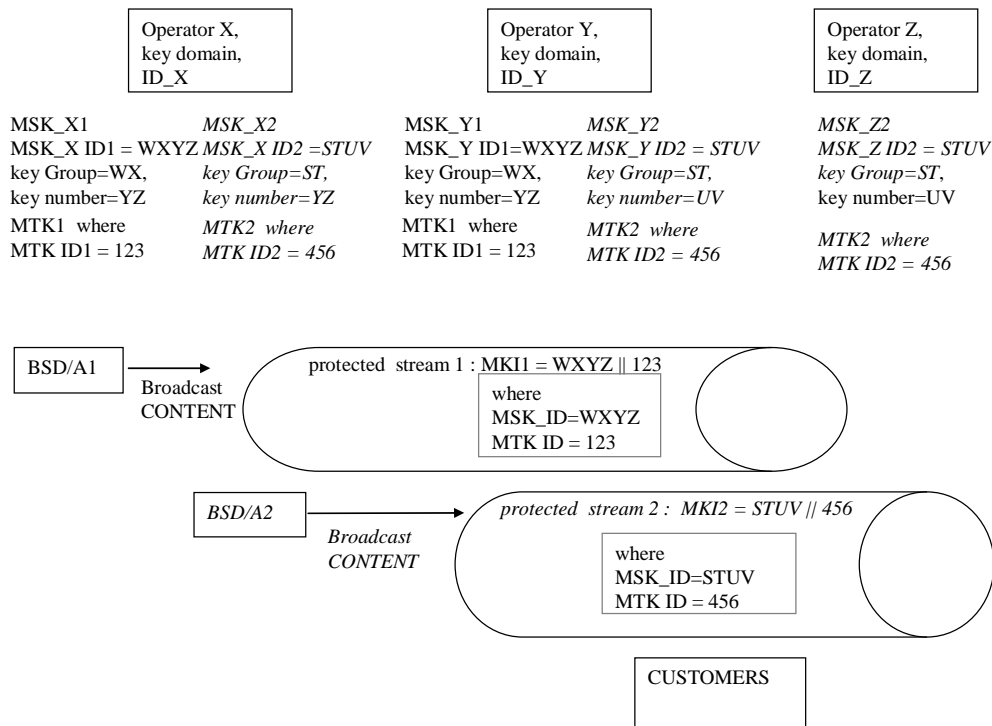 Operator X,
key domain,
ID_X
Operator Y,
key domain,
ID_Y
Operator Z,
key domain,
ID_Z
MSK_X1
MSK_X ID1 = WXYZ
key Group=WX,
key number=YZ
MTK1 where
MTK ID1 = 123
MSK_X2
MSK_X ID2 =STUV
key Group=ST,
key number=YZ
MTK2 where
MTK ID2 = 456
MSK_Y1
MSK_Y ID1=WXYZ
key Group=WX,
key number=YZ
MTK1 where
MTK ID1 = 123
MSK_Y2
MSK_Y ID2 = STUV
key Group=ST,
key number=UV
MTK2 where
MTK ID2 = 456
MSK_Z2
MSK_Z ID2 = STUV
key Group=ST,
key number=UV
MTK2 where
MTK ID2 = 456
BSD/A1
Broadcast
CONTENT
protected stream 1 : MKI1 = WXYZ || 123
where
MSK_ID=WXYZ
MTK ID = 123
BSD/A2
Broadcast
CONTENT
protected stream 2 : MKI2 = STUV || 456
where
MSK_ID=STUV
MTK ID = 456
CUSTOMERS